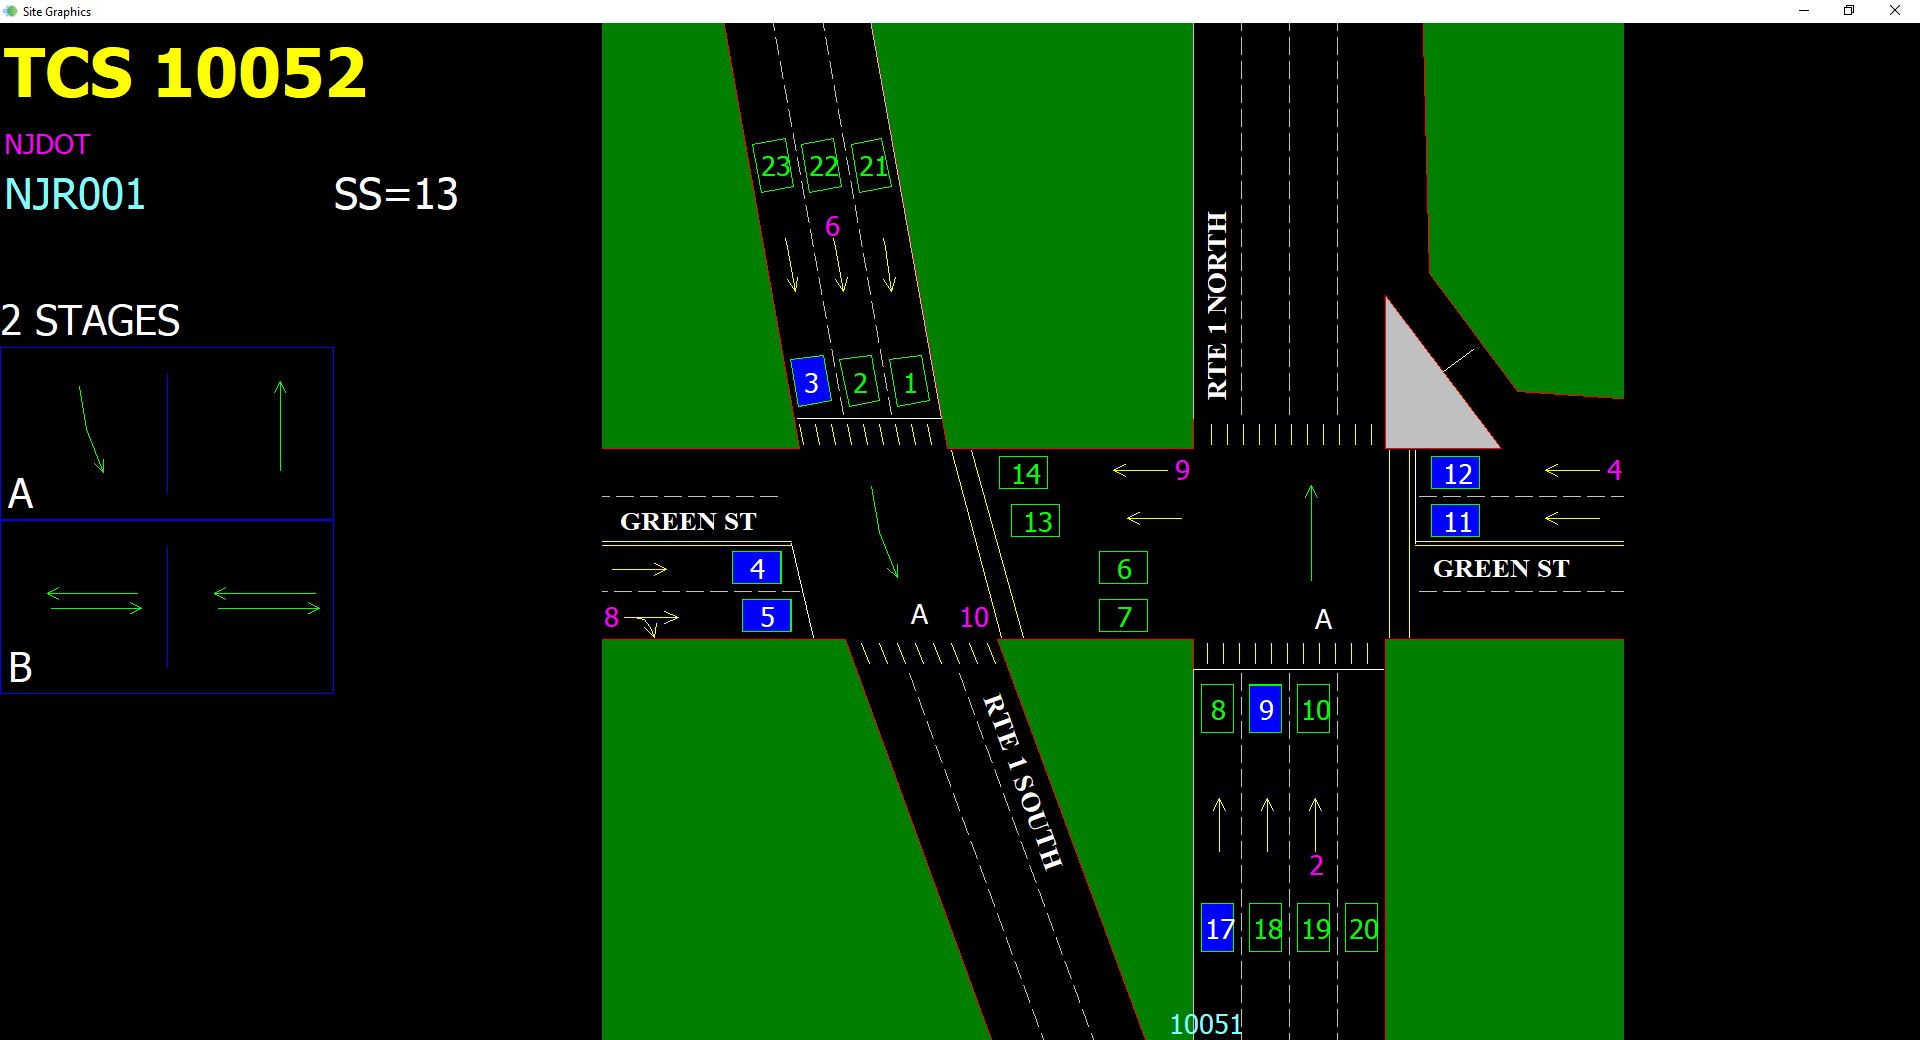 Site Graphics
TCS 10052
NJDOT
NJR001 SS=13
2 STAGES
A
B
23 22 21
6
3 2 1
RTE 1 NORTH
14 9 12 4
GREEN ST 13 11
4 6 GREEN ST
8 5 A 10 7 A
RTE 1 SOUTH
8 9 10
2
17 18 19 20
10051